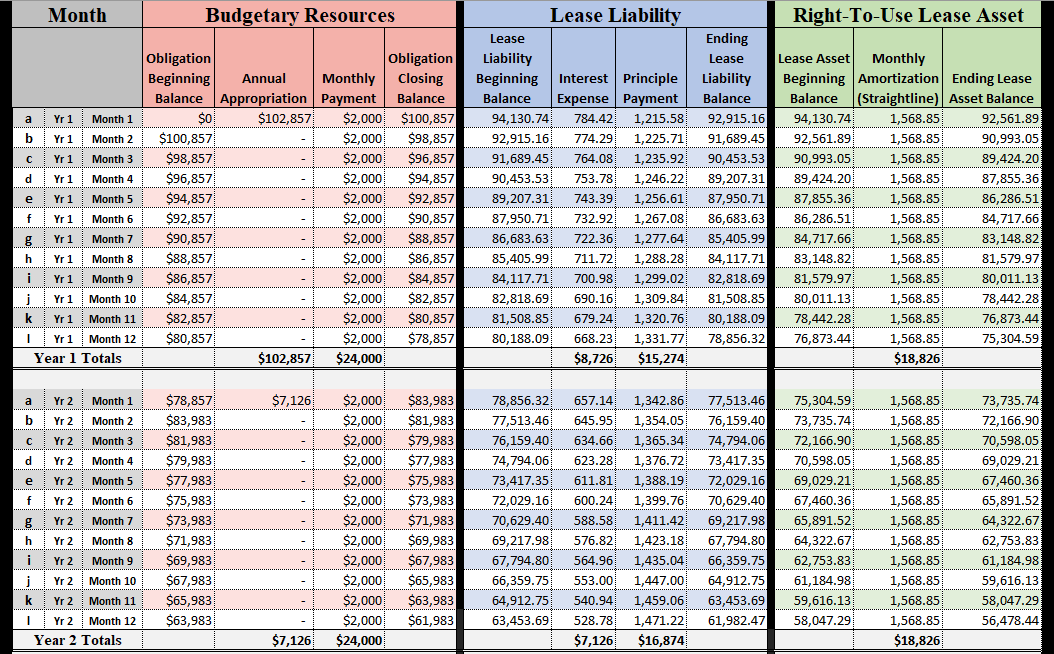 Month Budgetary Resources Lease Liability Right-To-Use Lease Asset
Obligation Beginning Balance Annual Appropriation Monthly Payment Obligation Closing Balance Lease Liability Beginning Balance Interest Expense Principle Payment Ending Lease Liability Balance Lease Asset Beginning Balance Monthly Amortization (Straightline) Ending Lease Asset Balance
a Yr 1 Month 1 $0 $102,857 $2,000 $100,857 94,130.74 784.42 1,215.58 92,915.16 94,130.74 1,568.85 92,561.89
b Yr 1 Month 2 $100,857 - $2,000 $98,857 92,915.16 774.29 1,225.71 91,689.45 92,561.89 1,568.85 90,993.05
c Yr 1 Month 3 $98,857 - $2,000 $96,857 91,689.45 764.08 1,235.92 90,453.53 90,993.05 1,568.85 89,424.20
d Yr 1 Month 4 $96,857 - $2,000 $94,857 90,453.53 753.78 1,246.22 89,207.31 89,424.20 1,568.85 87,855.36
e Yr 1 Month 5 $94,857 - $2,000 $92,857 89,207.31 743.39 1,256.61 87,950.71 87,855.36 1,568.85 86,286.51
f Yr 1 Month 6 $92,857 - $2,000 $90,857 87,950.71 732.92 1,267.08 86,683.63 86,286.51 1,568.85 84,717.66
g Yr 1 Month 7 $90,857 - $2,000 $88,857 86,683.63 722.36 1,277.64 85,405.99 84,717.66 1,568.85 83,148.82
h Yr 1 Month 8 $88,857 - $2,000 $86,857 85,405.99 711.72 1,288.28 84,117.71 83,148.82 1,568.85 81,579.97
i Yr 1 Month 9 $86,857 - $2,000 $84,857 84,117.71 700.98 1,299.02 82,818.69 81,579.97 1,568.85 80,011.13
j Yr 1 Month 10 $84,857 - $2,000 $82,857 82,818.69 690.16 1,309.84 81,508.85 80,011.13 1,568.85 78,442.28
k Yr 1 Month 11 $82,857 - $2,000 $80,857 81,508.85 679.24 1,320.76 80,188.09 78,442.28 1,568.85 76,873.44
l Yr 1 Month 12 $80,857 - $2,000 $78,857 80,188.09 668.23 1,331.77 78,856.32 76,873.44 1,568.85 75,304.59
Year 1 Totals $102,857 $24,000 $8,726 $15,274 $18,826
a Yr 2 Month 1 $78,857 $7,126 $2,000 $83,983 78,856.32 657.14 1,342.86 77,513.46 75,304.59 1,568.85 73,735.74
b Yr 2 Month 2 $83,983 - $2,000 $81,983 77,513.46 645.95 1,354.05 76,159.40 73,735.74 1,568.85 72,166.90
c Yr 2 Month 3 $81,983 - $2,000 $79,983 76,159.40 634.66 1,365.34 74,794.06 72,166.90 1,568.85 70,598.05
d Yr 2 Month 4 $79,983 - $2,000 $77,983 74,794.06 623.28 1,376.72 73,417.35 70,598.05 1,568.85 69,029.21
e Yr 2 Month 5 $77,983 - $2,000 $75,983 73,417.35 611.81 1,388.19 72,029.16 69,029.21 1,568.85 67,460.36
f Yr 2 Month 6 $75,983 - $2,000 $73,983 72,029.16 600.24 1,399.76 70,629.40 67,460.36 1,568.85 65,891.52
g Yr 2 Month 7 $73,983 - $2,000 $71,983 70,629.40 588.58 1,411.42 69,217.98 65,891.52 1,568.85 64,322.67
h Yr 2 Month 8 $71,983 - $2,000 $69,983 69,217.98 576.82 1,423.18 67,794.80 64,322.67 1,568.85 62,753.83
i Yr 2 Month 9 $69,983 - $2,000 $67,983 67,794.80 564.96 1,435.04 66,359.75 62,753.83 1,568.85 61,184.98
j Yr 2 Month 10 $67,983 - $2,000 $65,983 66,359.75 553.00 1,447.00 64,912.75 61,184.98 1,568.85 59,616.13
k Yr 2 Month 11 $65,983 - $2,000 $63,983 64,912.75 540.94 1,459.06 63,453.69 59,616.13 1,568.85 58,047.29
l Yr 2 Month 12 $63,983 - $2,000 $61,983 63,453.69 528.78 1,471.22 61,982.47 58,047.29 1,568.85 56,478.44
Year 2 Totals $7,126 $24,000 $7,126 $16,874 $18,826